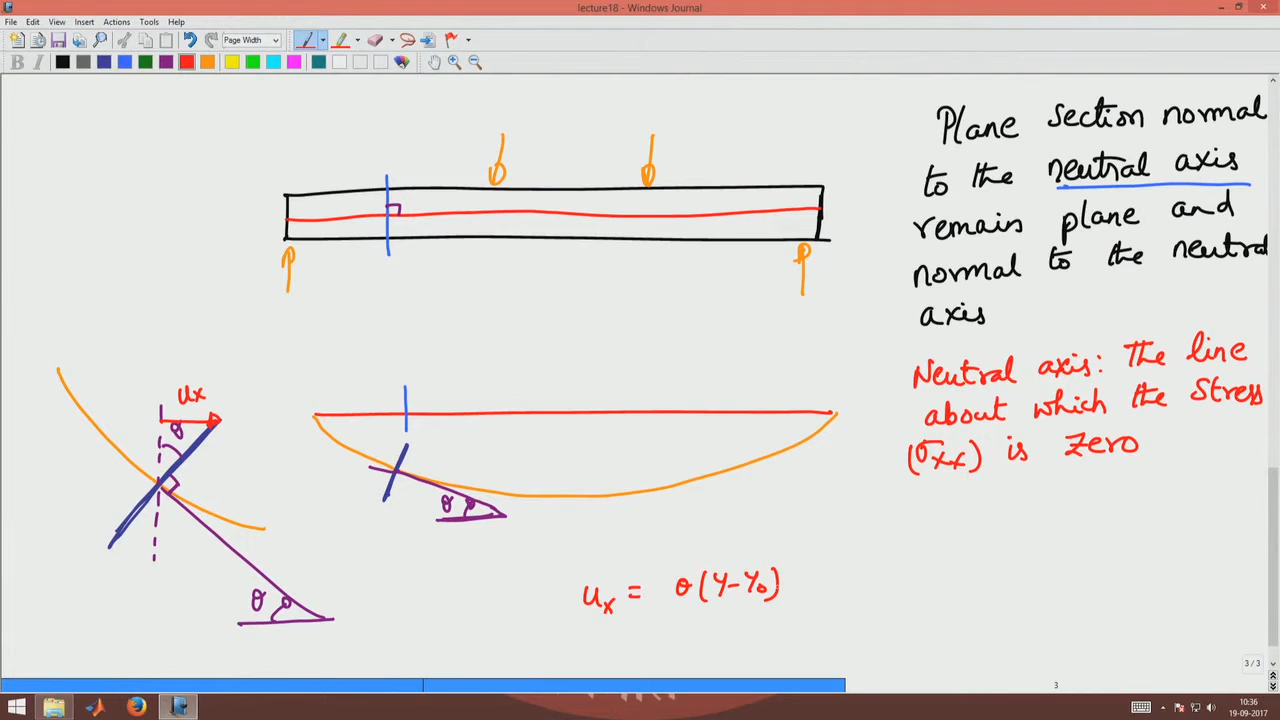 lecture18 - Windows Journal
File Edit View Insert Actions Tools Help
Page Width
B I
Plane section normal
to the neutral axis
remain plane and
normal to the neutral
axis
Neutral axis: The line
about which the stress
(σxx) is zero
ux
θ
θ
θ
ux = θ(y-y0)
3/3
3
10:36
19-09-2017